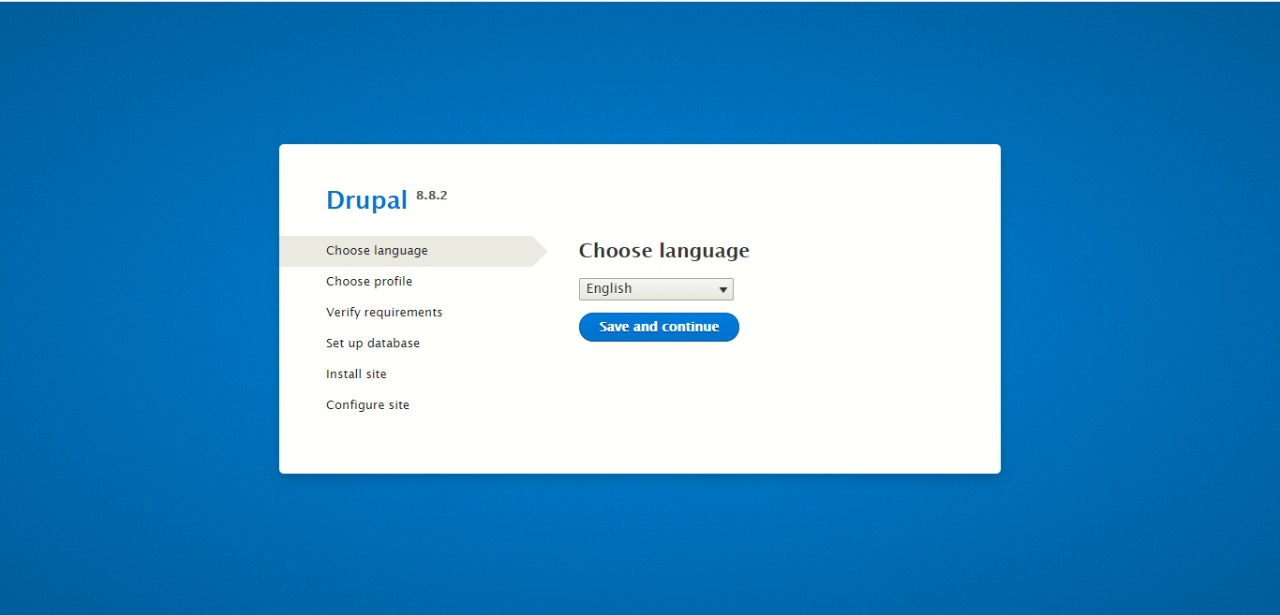 Drupal 8.8.2
Choose language
Choose profile
Verify requirements
Set up database
Install site
Configure site
Choose language
English
Save and continue